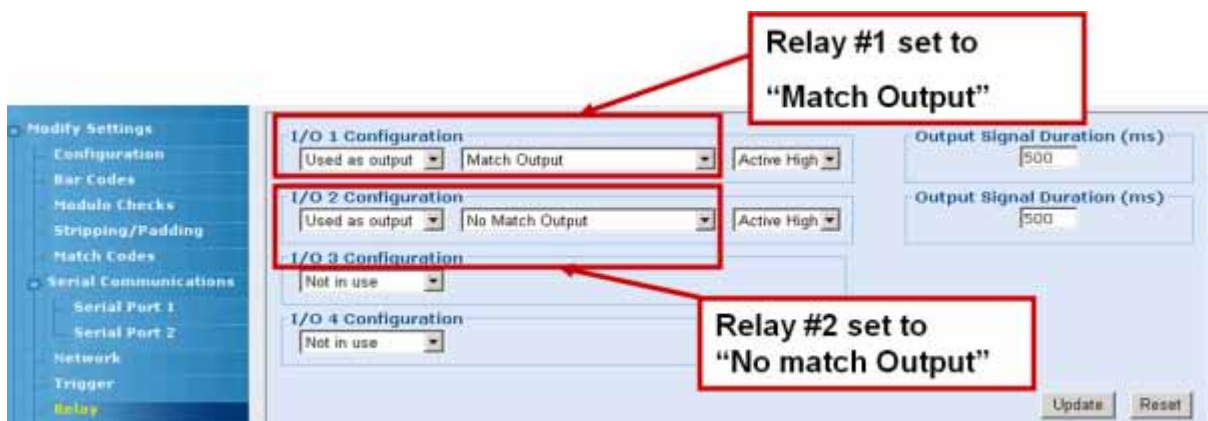 Relay #1 set to
“Match Output”
Modify Settings
Configuration
Bar Codes
Modulo Checks
Stripping/Padding
Match Codes
Serial Communications
Serial Port 1
Serial Port 2
Network
Trigger
Relay
I/O 1 Configuration
Used as output Match Output Active High
Output Signal Duration (ms)
500
I/O 2 Configuration
Used as output No Match Output Active High
Output Signal Duration (ms)
500
I/O 3 Configuration
Not in use
I/O 4 Configuration
Not in use
Relay #2 set to
“No match Output”
Update Reset